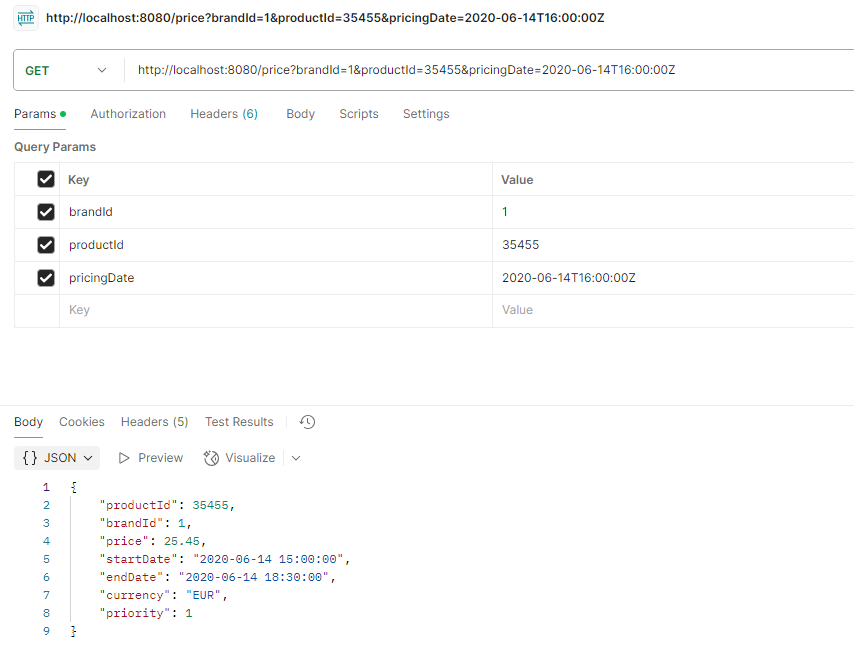 HTTP http://localhost:8080/price?brandId=1&productId=35455&pricingDate=2020-06-14T16:00:00Z
GET http://localhost:8080/price?brandId=1&productId=35455&pricingDate=2020-06-14T16:00:00Z
Params Authorization Headers (6) Body Scripts Settings
Query Params
Key Value
brandId 1
productId 35455
pricingDate 2020-06-14T16:00:00Z
Key Value
Body Cookies Headers (5) Test Results
{} JSON Preview Visualize
1 {
2 "productId": 35455,
3 "brandId": 1,
4 "price": 25.45,
5 "startDate": "2020-06-14 15:00:00",
6 "endDate": "2020-06-14 18:30:00",
7 "currency": "EUR",
8 "priority": 1
9 }